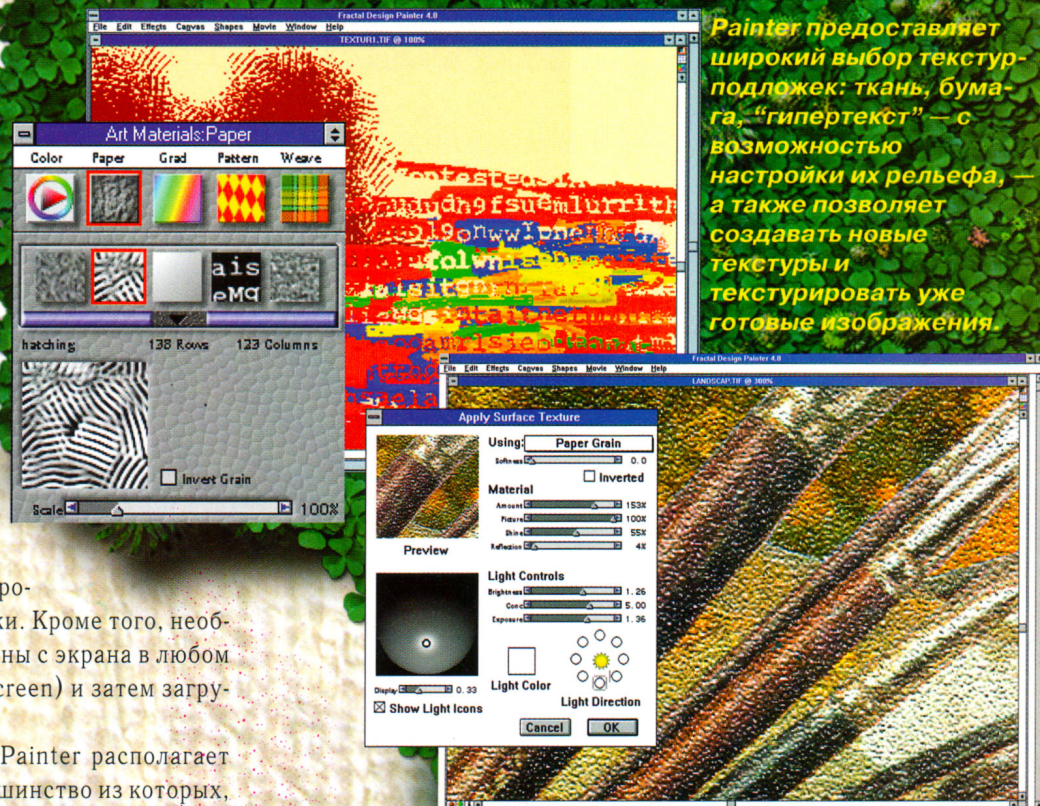 Fractal Design Painter 4.0
File Edit Effects Canvas Shapes Movie Window Help
TEXTUR1.TIF @ 100%
Painter предоставляет
широкий выбор текстур-
подложек: ткань, бума-
га, “гипертекст” — с
возможностью
настройки их рельефа, —
а также позволяет
создавать новые
текстуры и
текстурировать уже
готовые изображения.
Art Materials:Paper
Color Paper Grad Pattern Weave
ais
eMq
hatching 138 Rows 123 Columns
Invert Grain
Scale 100%
Fractal Design Painter 4.0
File Edit Effects Canvas Shapes Movie Window Help
LANDSCAP.TIF @ 300%
Apply Surface Texture
Using: Paper Grain
Softness 0.0
Inverted
Material
Amount 153%
Picture 100%
Shine 55%
Reflection 4%
Preview
Light Controls
Brightness 1.26
Conc 5.00
Exposure 1.36
Display 0.33
Light Color
Light Direction
Show Light Icons
Cancel OK
ро-
ки. Кроме того, необ-
ны с экрана в любом
creen) и затем загру-
Painter располагает
шинство из которых,